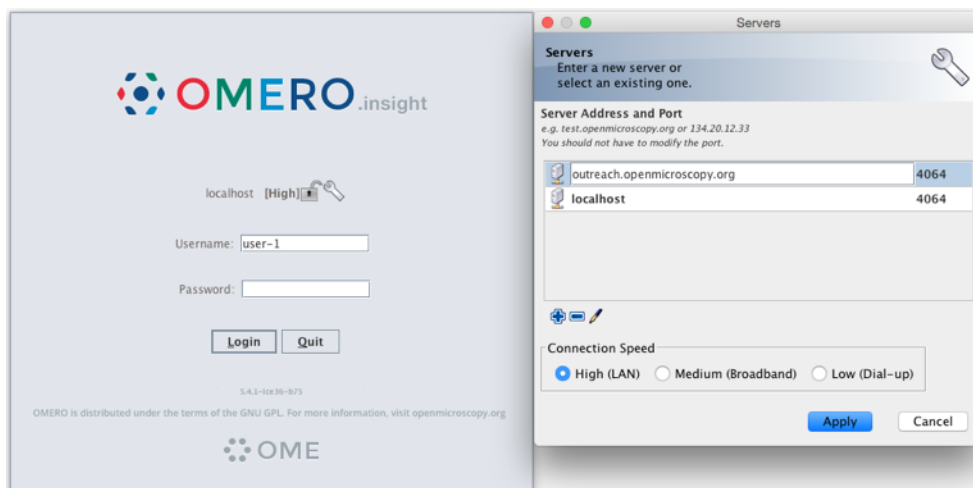 OMERO.insight
localhost [High]
Username: user-1
Password:
Login Quit
5.4.1-ice36-b75
OMERO is distributed under the terms of the GNU GPL. For more information, visit openmicroscopy.org
OME
Servers
Servers
Enter a new server or
select an existing one.
Server Address and Port
e.g. test.openmicroscopy.org or 134.20.12.33
You should not have to modify the port.
outreach.openmicroscopy.org 4064
localhost 4064
Connection Speed
High (LAN) Medium (Broadband) Low (Dial-up)
Apply Cancel